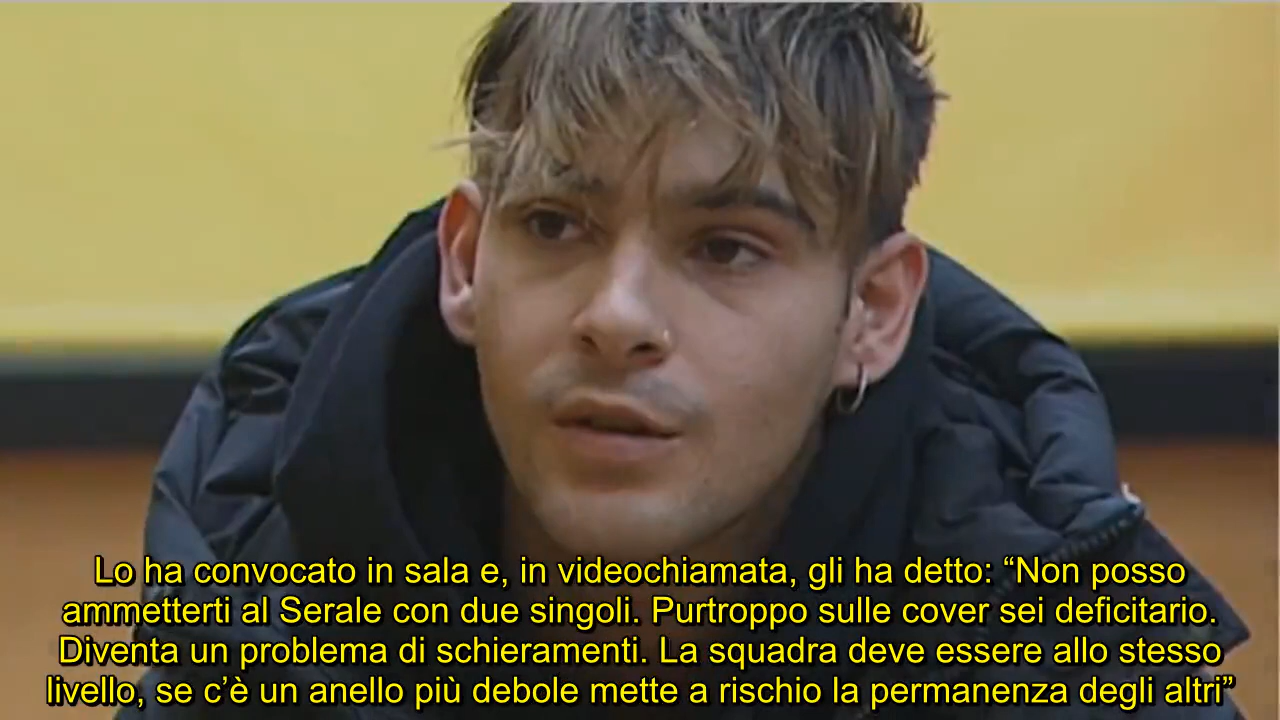 Lo ha convocato in sala e, in videochiamata, gli ha detto: “Non posso
ammetterti al Serale con due singoli. Purtroppo sulle cover sei deficitario.
Diventa un problema di schieramenti. La squadra deve essere allo stesso
livello, se c’è un anello più debole mette a rischio la permanenza degli altri”